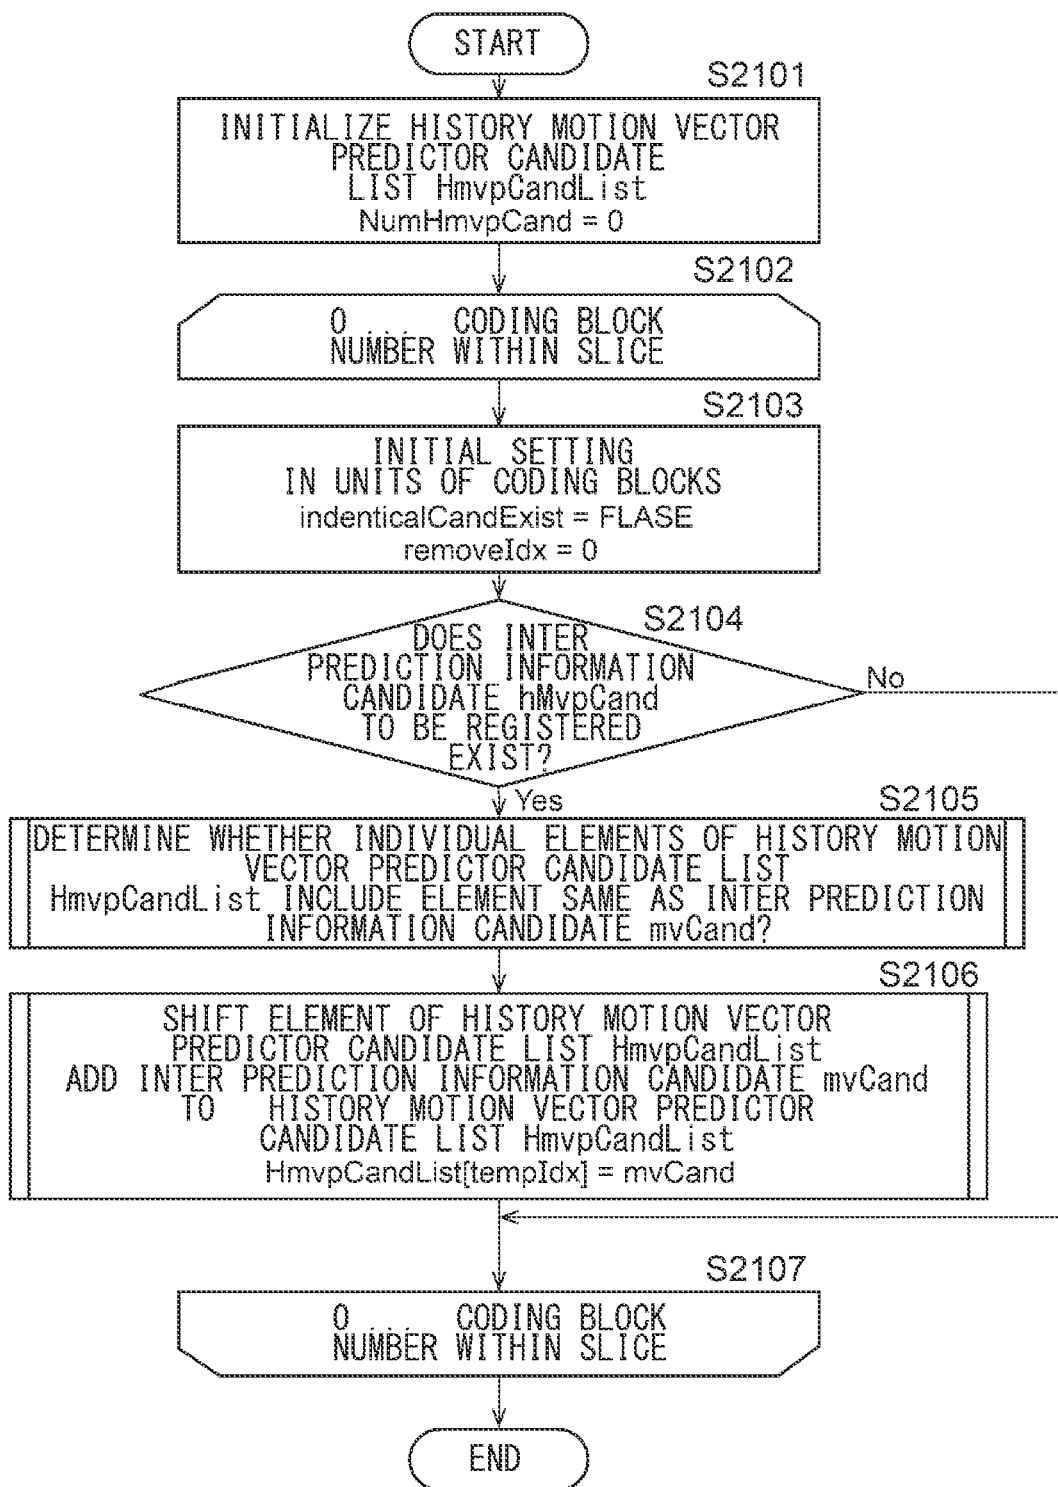 START
S2101
INITIALIZE HISTORY MOTION VECTOR
PREDICTOR CANDIDATE
LIST HmvpCandList
NumHmvpCand = 0
S2102
0 ... CODING BLOCK
NUMBER WITHIN SLICE
S2103
INITIAL SETTING
IN UNITS OF CODING BLOCKS
indenticalCandExist = FLASE
removeIdx = 0
S2104
DOES INTER
PREDICTION INFORMATION
CANDIDATE hMvpCand
TO BE REGISTERED
EXIST?
No
Yes
S2105
DETERMINE WHETHER INDIVIDUAL ELEMENTS OF HISTORY MOTION
VECTOR PREDICTOR CANDIDATE LIST
HmvpCandList INCLUDE ELEMENT SAME AS INTER PREDICTION
INFORMATION CANDIDATE mvCand?
S2106
SHIFT ELEMENT OF HISTORY MOTION VECTOR
PREDICTOR CANDIDATE LIST HmvpCandList
ADD INTER PREDICTION INFORMATION CANDIDATE mvCand
TO HISTORY MOTION VECTOR PREDICTOR
CANDIDATE LIST HmvpCandList
HmvpCandList[tempIdx] = mvCand
S2107
0 ... CODING BLOCK
NUMBER WITHIN SLICE
END